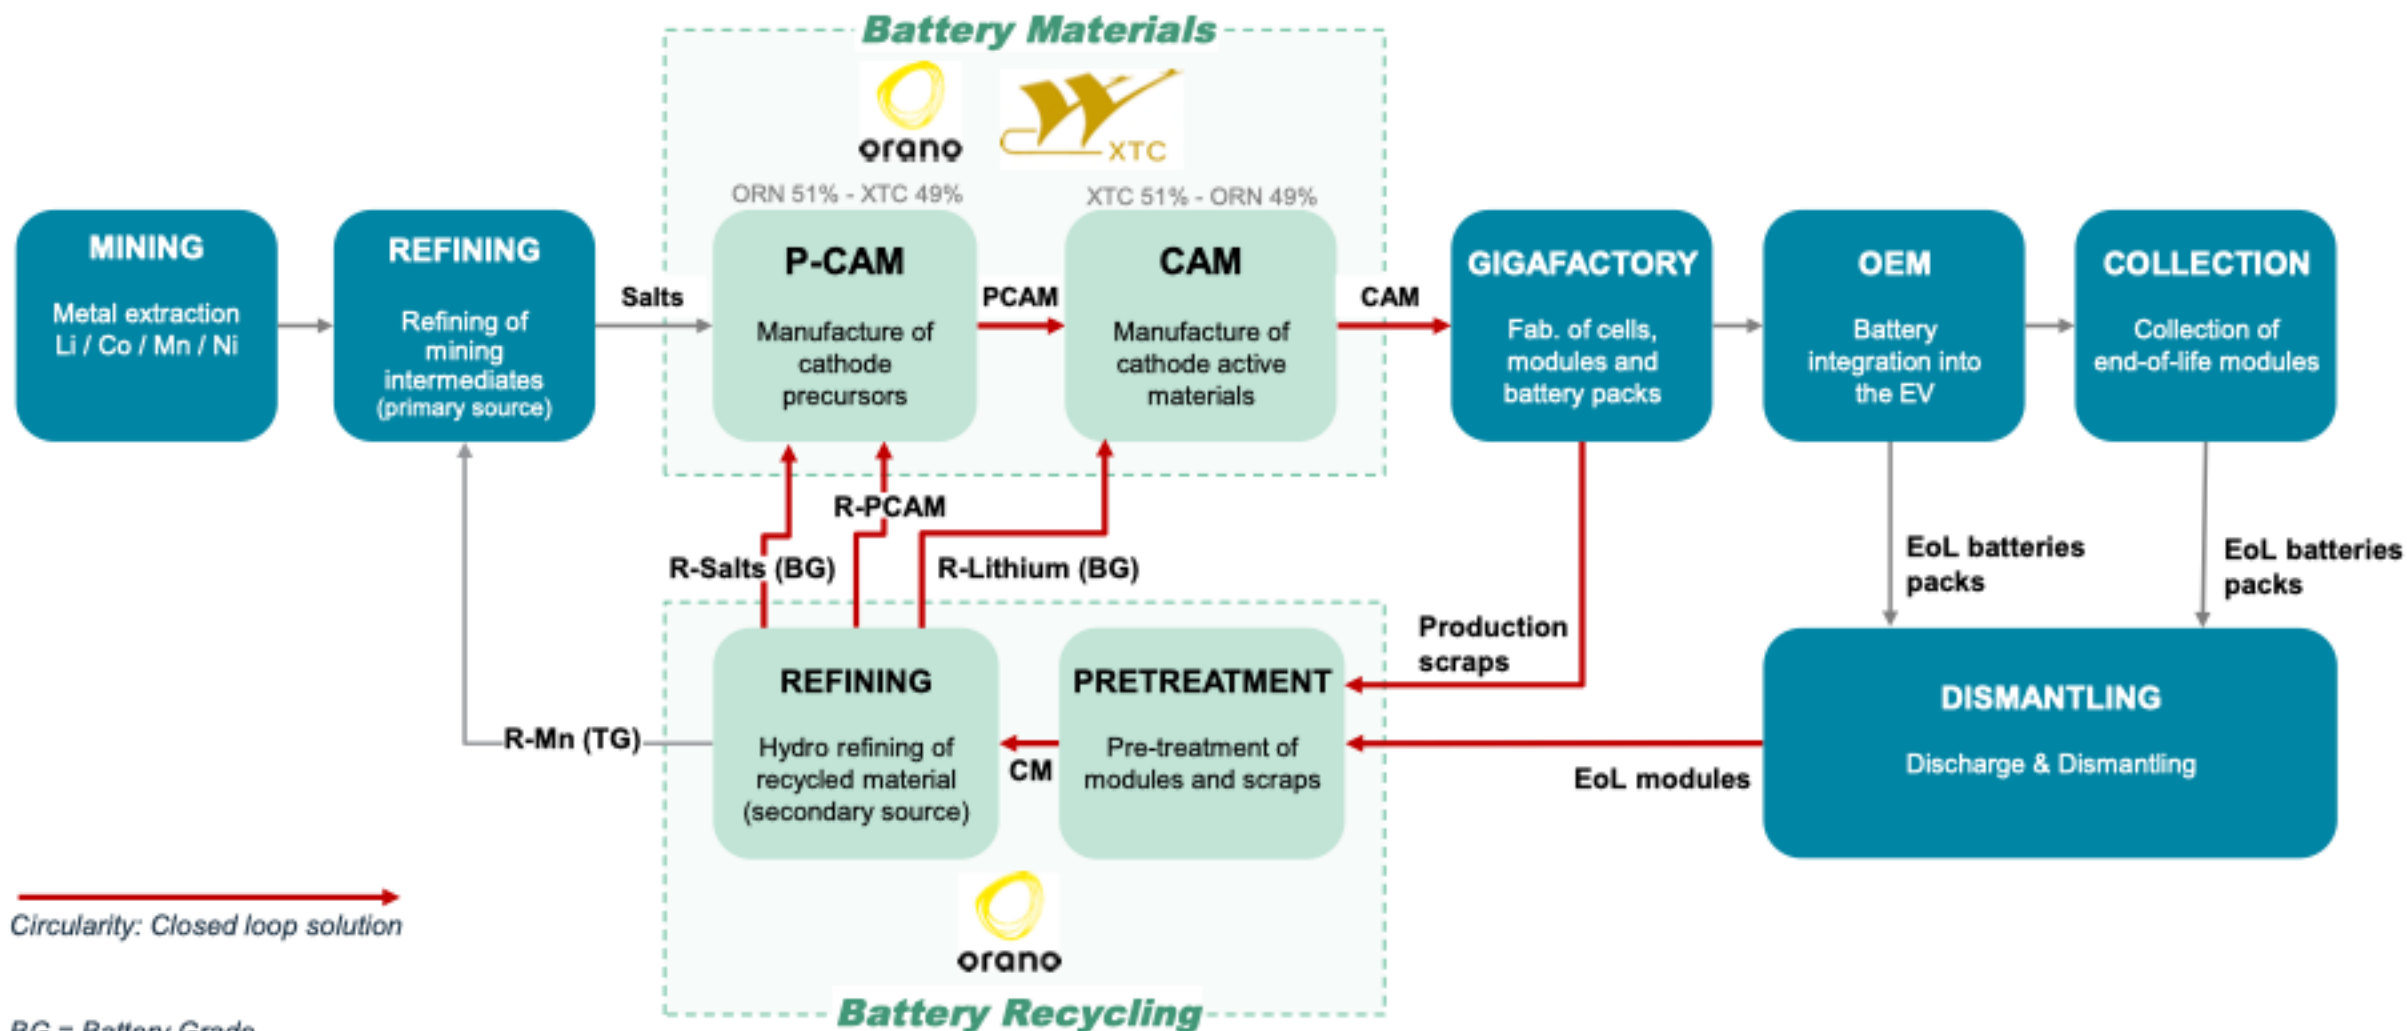 Battery Materials
orano
XTC
ORN 51% - XTC 49%
XTC 51% - ORN 49%
MINING
Metal extraction
Li / Co / Mn / Ni
REFINING
Refining of
mining
intermediates
(primary source)
Salts
P-CAM
Manufacture of
cathode
precursors
PCAM
CAM
Manufacture of
cathode active
materials
CAM
GIGAFACTORY
Fab. of cells,
modules and
battery packs
OEM
Battery
integration into
the EV
COLLECTION
Collection of
end-of-life modules
R-PCAM
R-Salts (BG)
R-Lithium (BG)
EoL batteries
packs
EoL batteries
packs
Production
scraps
R-Mn (TG)
REFINING
Hydro refining of
recycled material
(secondary source)
CM
PRETREATMENT
Pre-treatment of
modules and scraps
EoL modules
DISMANTLING
Discharge & Dismantling
Circularity: Closed loop solution
orano
Battery Recycling
BG = Battery Grade